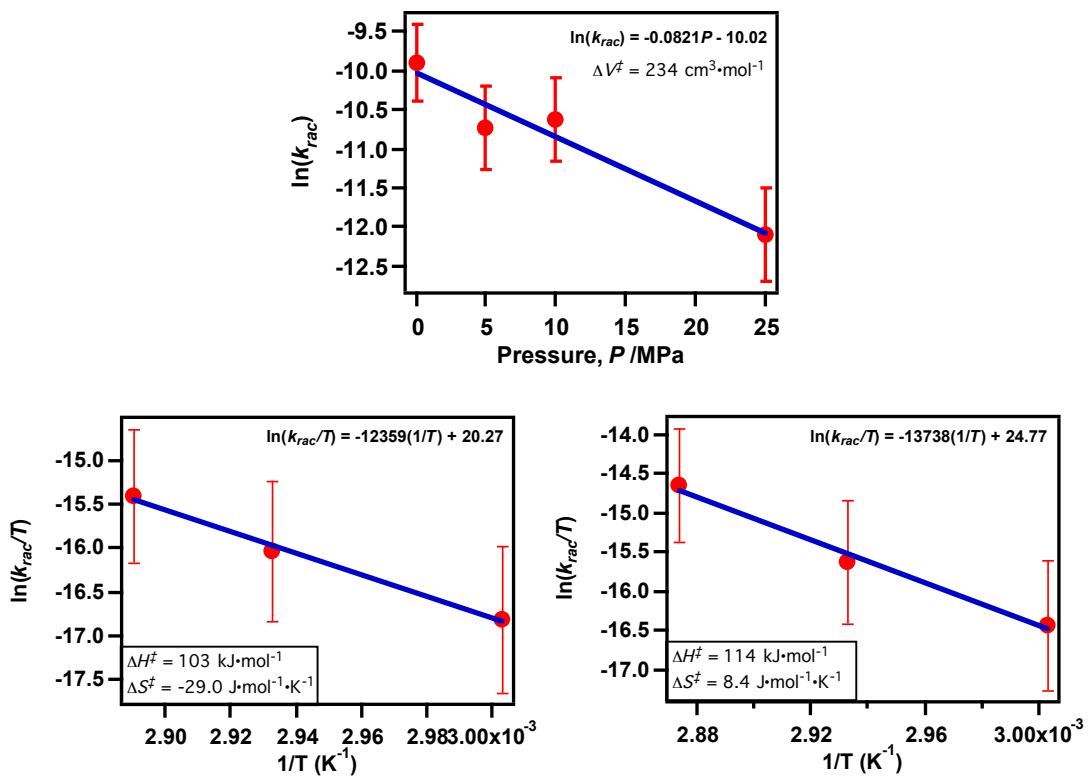 ln(k_rac) = -0.0821P - 10.02
ΔV‡ = 234 cm³•mol⁻¹
-9.5
-10.0
-10.5
-11.0
-11.5
-12.0
-12.5
ln(k_rac)
0 5 10 15 20 25
Pressure, P /MPa
ln(k_rac/T) = -12359(1/T) + 20.27
-15.0
-15.5
-16.0
-16.5
-17.0
-17.5
ln(k_rac/T)
ΔH‡ = 103 kJ•mol⁻¹
ΔS‡ = -29.0 J•mol⁻¹•K⁻¹
2.90 2.92 2.94 2.96 2.98 3.00x10⁻³
1/T (K⁻¹)
ln(k_rac/T) = -13738(1/T) + 24.77
-14.0
-14.5
-15.0
-15.5
-16.0
-16.5
-17.0
ln(k_rac/T)
ΔH‡ = 114 kJ•mol⁻¹
ΔS‡ = 8.4 J•mol⁻¹•K⁻¹
2.88 2.92 2.96 3.00x10⁻³
1/T (K⁻¹)